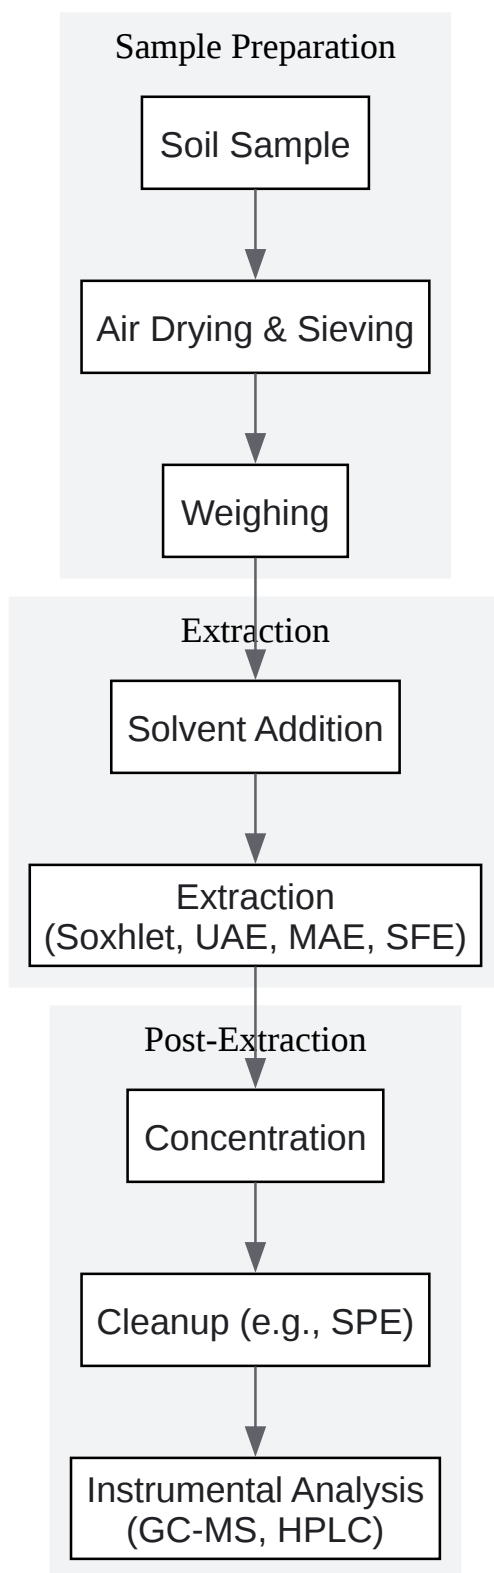 Sample Preparation
Soil Sample
Air Drying & Sieving
Weighing
Extraction
Solvent Addition
Extraction
(Soxhlet, UAE, MAE, SFE)
Post-Extraction
Concentration
Cleanup (e.g., SPE)
Instrumental Analysis
(GC-MS, HPLC)